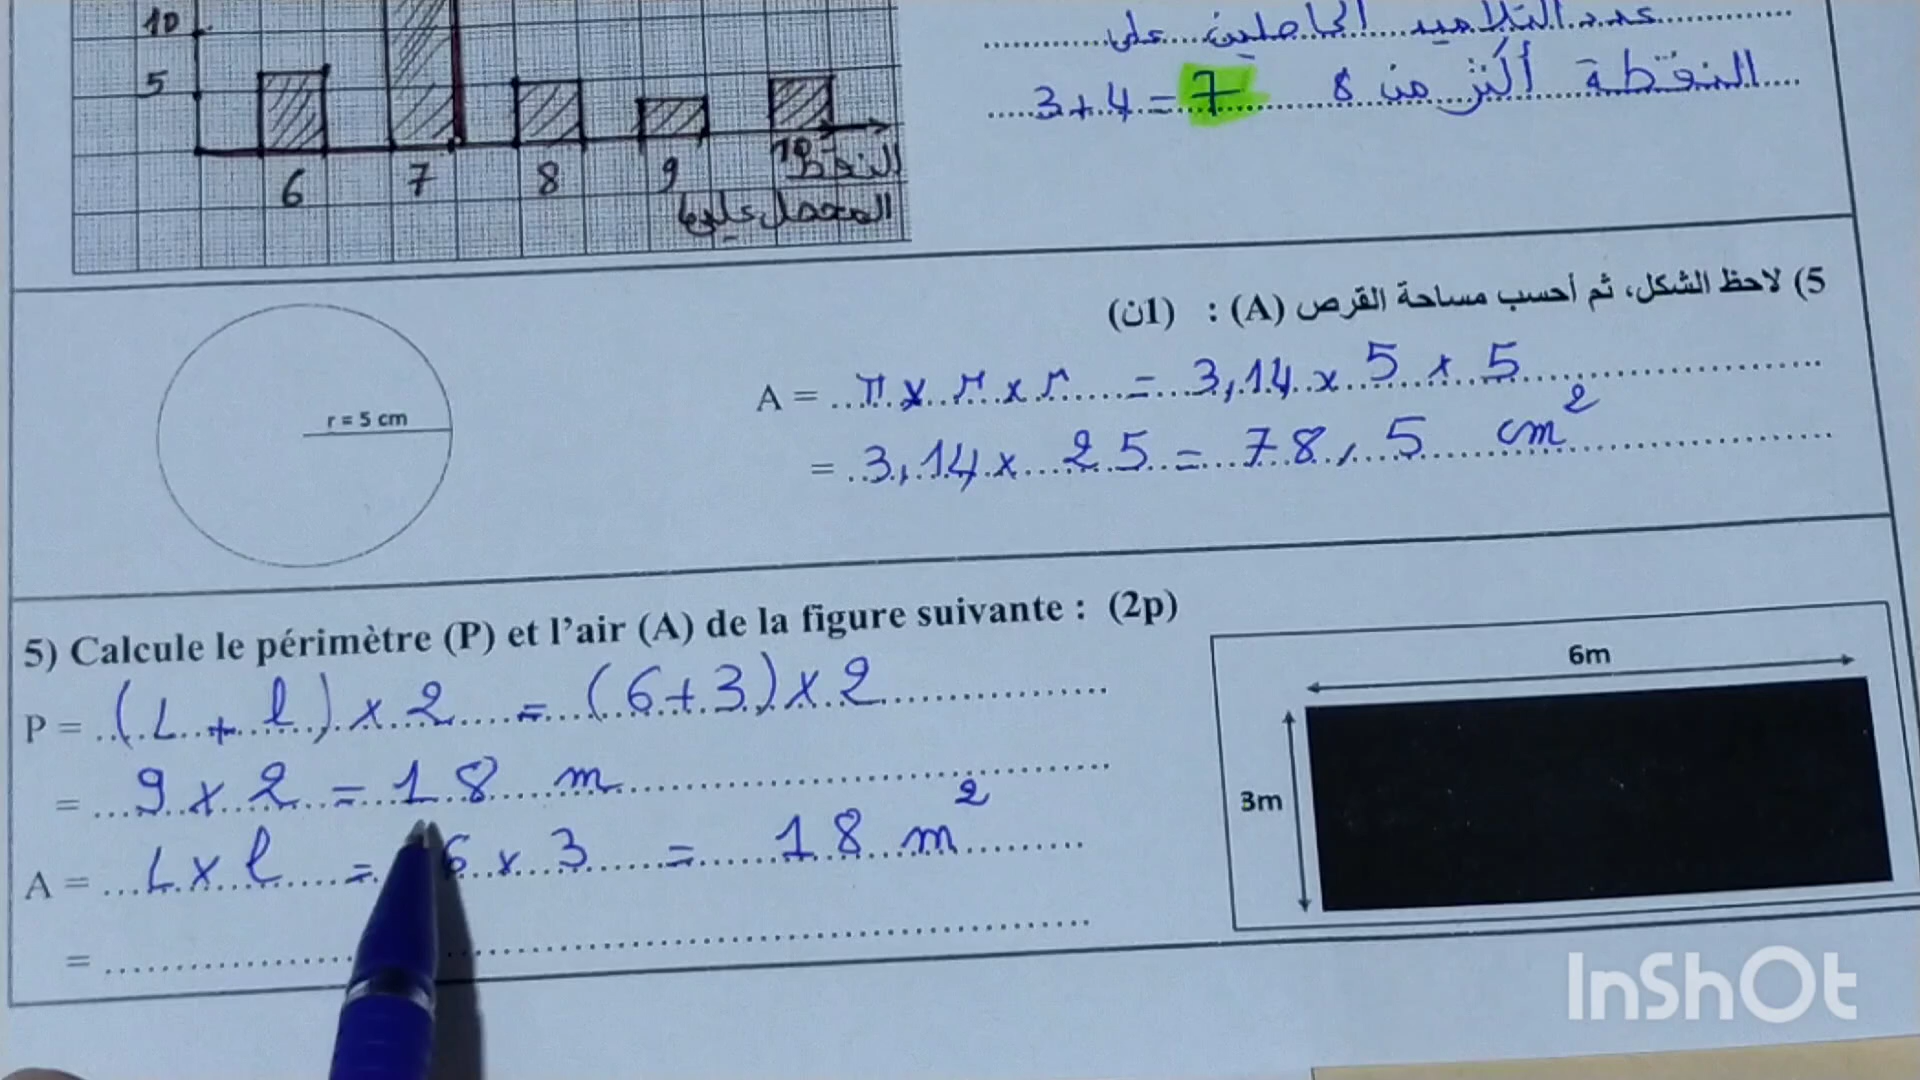 10
5
6 7 8 9 10
النقط
المحصل عليها
عدد التلاميذ الحاصلين على
النقطة أكثر من 8 3+4=7
5) لاحظ الشكل، ثم أحسب مساحة القرص (A) : (1ن)
r = 5 cm
A = π x r x r = 3,14 x 5 x 5
= 3,14 x 25 = 78,5 cm²
5) Calcule le périmètre (P) et l'air (A) de la figure suivante : (2p)
P = (L + l) x 2 = (6+3) x 2
= 9 x 2 = 18 m
A = L x l = 6 x 3 = 18 m²
=
6m
3m
InShOt